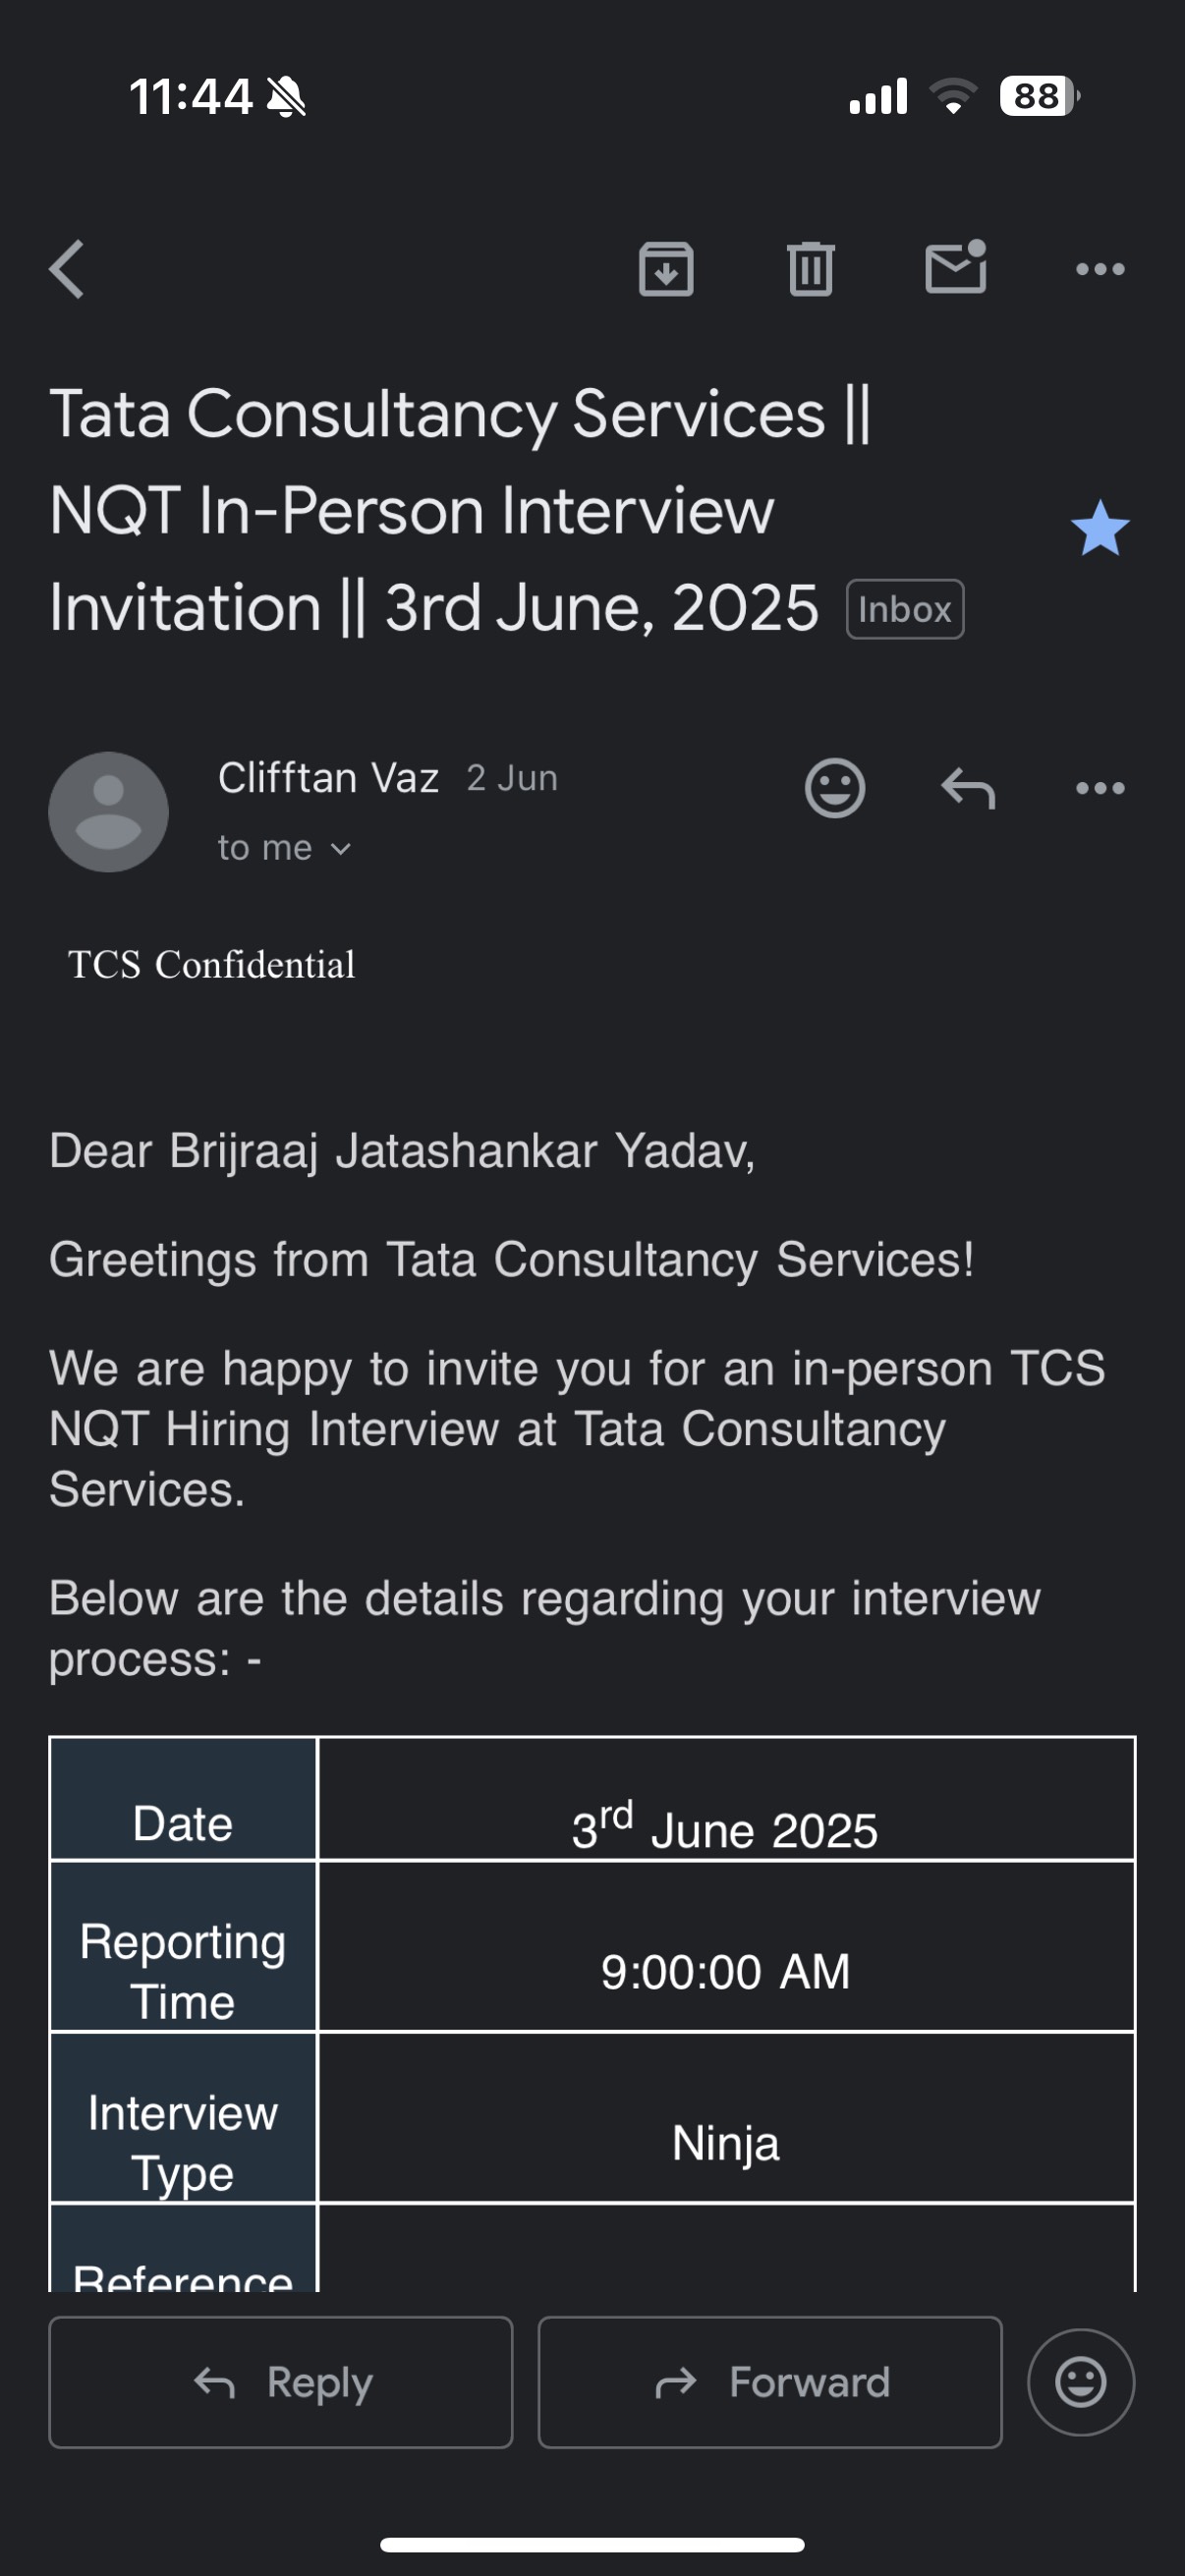 11:44
88
Tata Consultancy Services ||
NQT In-Person Interview
Invitation || 3rd June, 2025 Inbox
Clifftan Vaz 2 Jun
to me
TCS Confidential
Dear Brijraaj Jatashankar Yadav,
Greetings from Tata Consultancy Services!
We are happy to invite you for an in-person TCS
NQT Hiring Interview at Tata Consultancy
Services.
Below are the details regarding your interview
process: -
Date 3rd June 2025
Reporting
Time
9:00:00 AM
Interview
Type
Ninja
Reference
Reply Forward